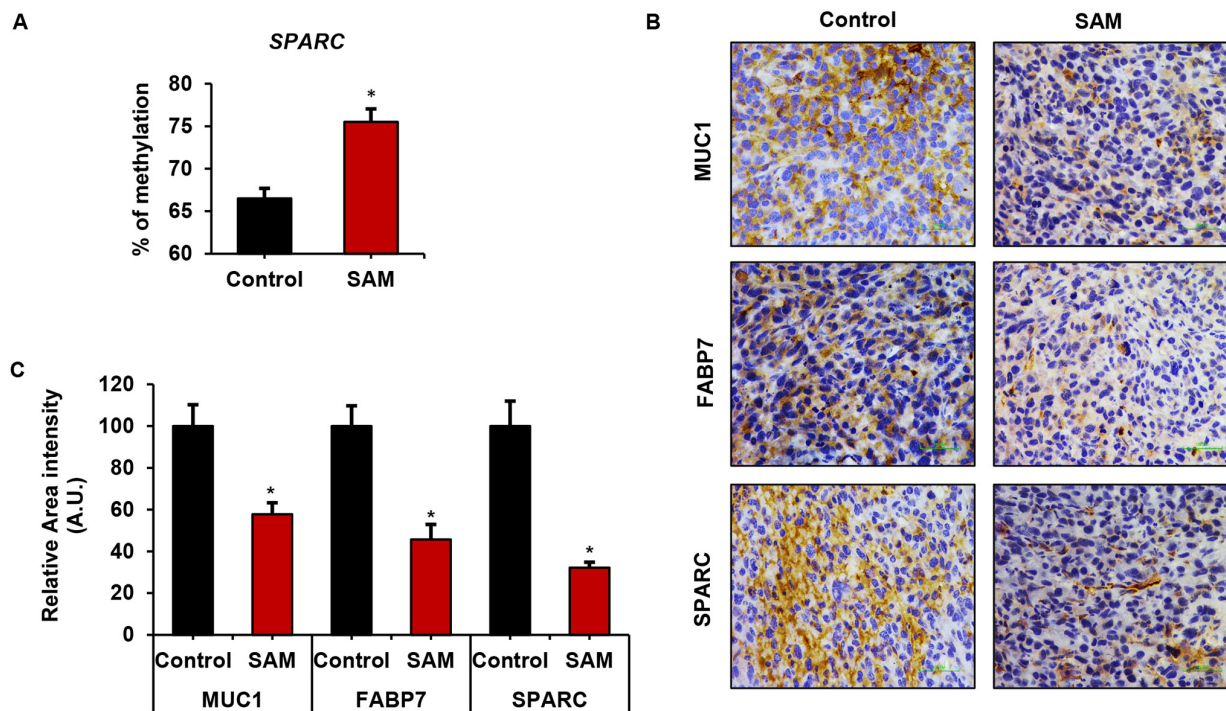 A
SPARC
% of methylation
80
75
70
65
60
*
Control SAM
B
Control SAM
MUC1
FABP7
SPARC
C
Relative Area intensity
(A.U.)
120
100
80
60
40
20
0
*
*
*
Control SAM Control SAM Control SAM
MUC1 FABP7 SPARC